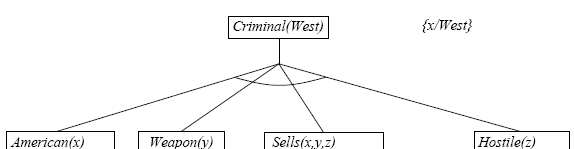 Criminal(West) {x/West}
American(x) Weapon(y) Sells(x,y,z) Hostile(z)